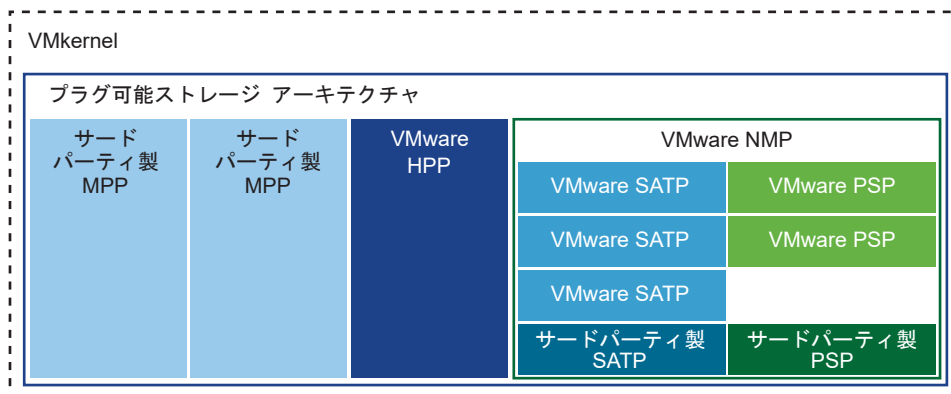 VMkernel
プラグ可能ストレージ アーキテクチャ
サード
パーティ製
MPP
サード
パーティ製
MPP
VMware
HPP
VMware NMP
VMware SATP
VMware PSP
VMware SATP
VMware PSP
VMware SATP
サードパーティ製
SATP
サードパーティ製
PSP